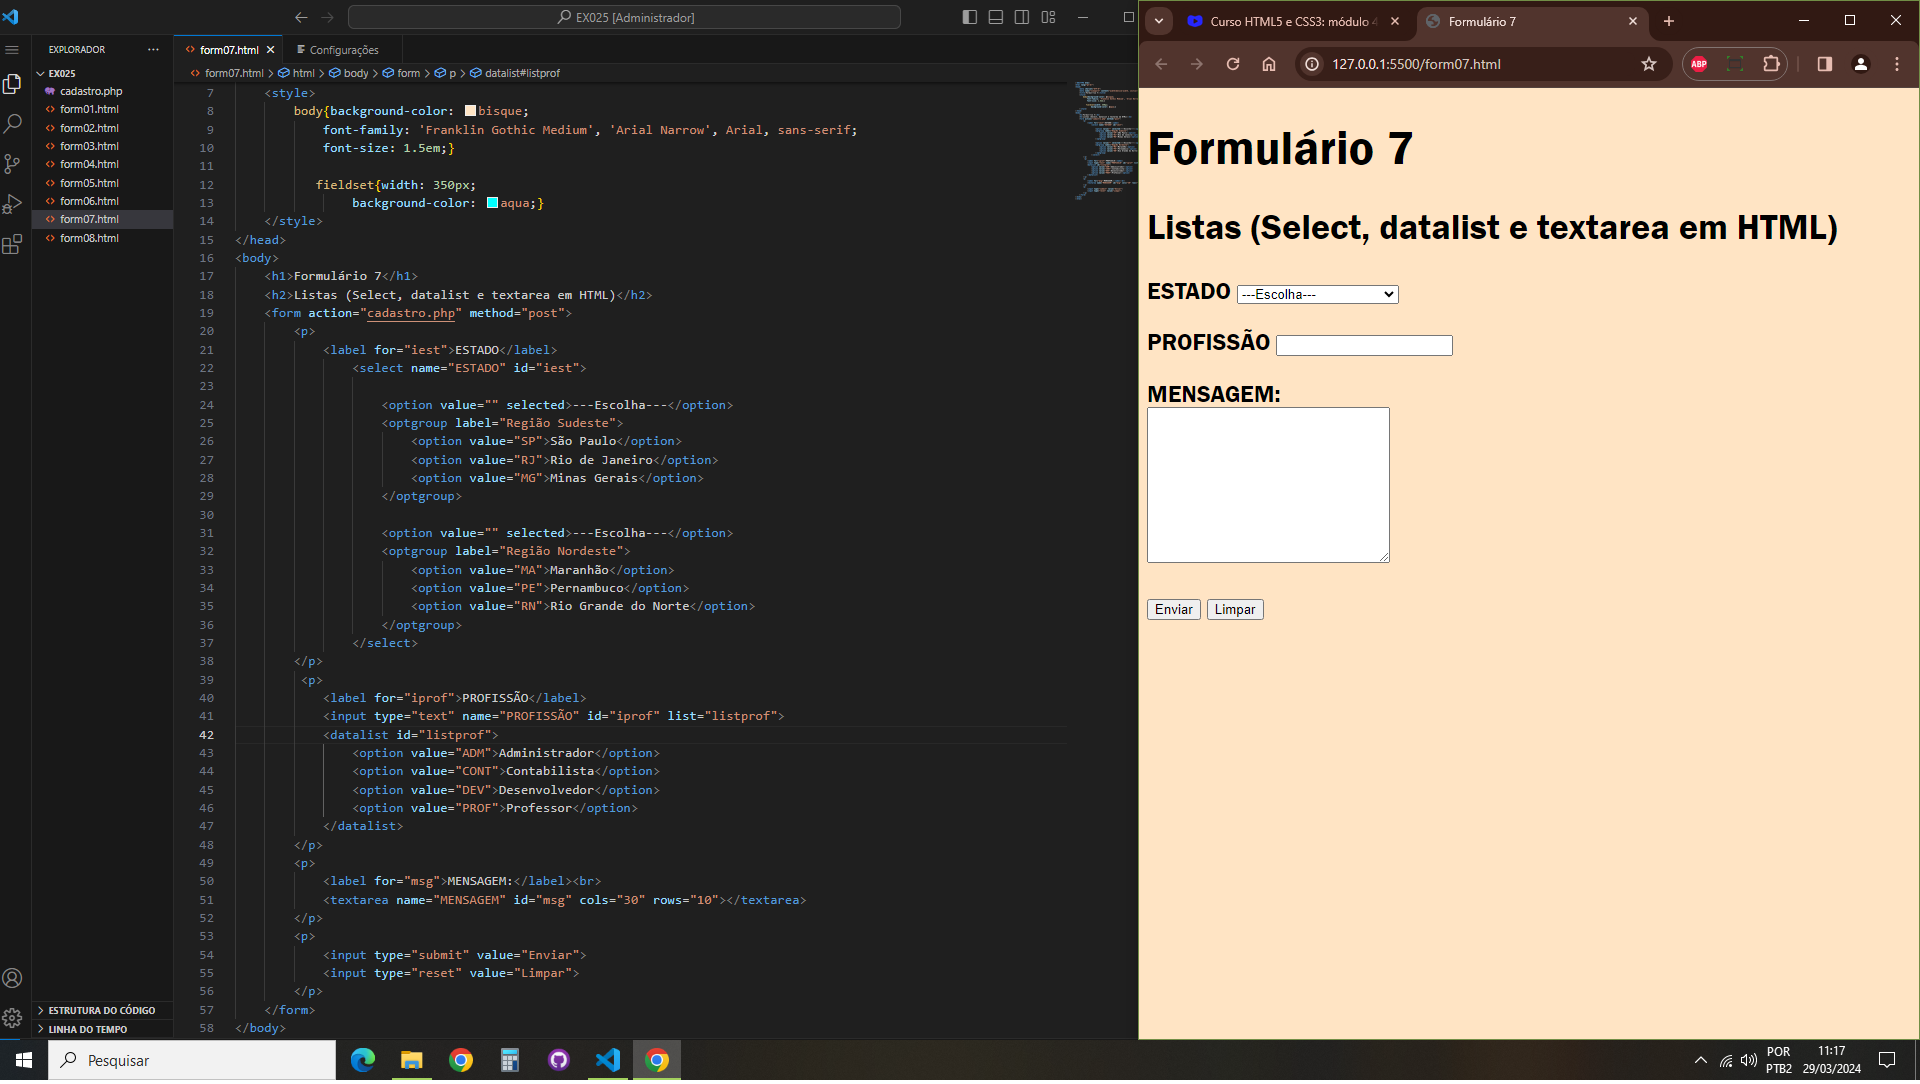 EX025 [Administrador]
EXPLORADOR
EX025
cadastro.php
form01.html
form02.html
form03.html
form04.html
form05.html
form06.html
form07.html
form08.html
ESTRUTURA DO CÓDIGO
LINHA DO TEMPO
form07.html
Configurações
form07.html > html > body > form > p > datalist#listprof
7 <style>
8 body{background-color: bisque;
9 font-family: 'Franklin Gothic Medium', 'Arial Narrow', Arial, sans-serif;
10 font-size: 1.5em;}
11
12 fieldset{width: 350px;
13 background-color: aqua;}
14 </style>
15 </head>
16 <body>
17 <h1>Formulário 7</h1>
18 <h2>Listas (Select, datalist e textarea em HTML)</h2>
19 <form action="cadastro.php" method="post">
20 <p>
21 <label for="iest">ESTADO</label>
22 <select name="ESTADO" id="iest">
23
24 <option value="" selected>---Escolha---</option>
25 <optgroup label="Região Sudeste">
26 <option value="SP">São Paulo</option>
27 <option value="RJ">Rio de Janeiro</option>
28 <option value="MG">Minas Gerais</option>
29 </optgroup>
30
31 <option value="" selected>---Escolha---</option>
32 <optgroup label="Região Nordeste">
33 <option value="MA">Maranhão</option>
34 <option value="PE">Pernambuco</option>
35 <option value="RN">Rio Grande do Norte</option>
36 </optgroup>
37 </select>
38 </p>
39 <p>
40 <label for="iprof">PROFISSÃO</label>
41 <input type="text" name="PROFISSÃO" id="iprof" list="listprof">
42 <datalist id="listprof">
43 <option value="ADM">Administrador</option>
44 <option value="CONT">Contabilista</option>
45 <option value="DEV">Desenvolvedor</option>
46 <option value="PROF">Professor</option>
47 </datalist>
48 </p>
49 <p>
50 <label for="msg">MENSAGEM:</label><br>
51 <textarea name="MENSAGEM" id="msg" cols="30" rows="10"></textarea>
52 </p>
53 <p>
54 <input type="submit" value="Enviar">
55 <input type="reset" value="Limpar">
56 </p>
57 </form>
58 </body>
Curso HTML5 e CSS3: módulo 4
Formulário 7
127.0.0.1:5500/form07.html
ABP
Formulário 7
Listas (Select, datalist e textarea em HTML)
ESTADO ---Escolha---
PROFISSÃO
MENSAGEM:
Enviar Limpar
Pesquisar
POR
PTB2
11:17
29/03/2024